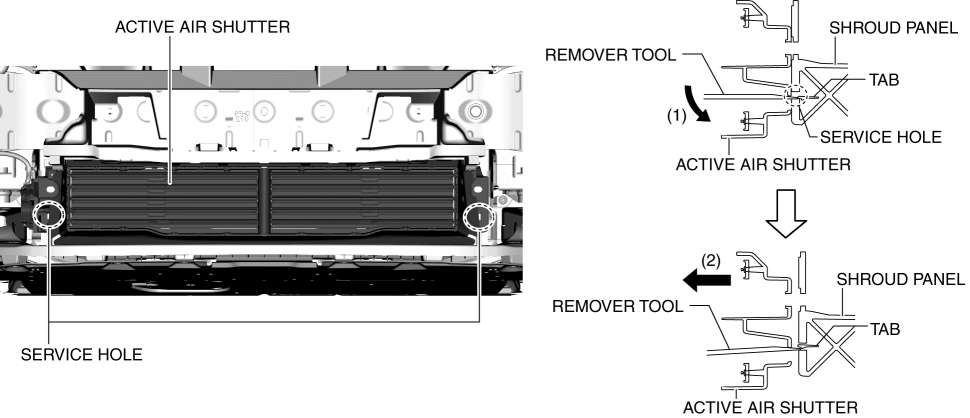 ACTIVE AIR SHUTTER
SERVICE HOLE
SHROUD PANEL
REMOVER TOOL
TAB
(1)
SERVICE HOLE
ACTIVE AIR SHUTTER
(2)
SHROUD PANEL
REMOVER TOOL
TAB
ACTIVE AIR SHUTTER